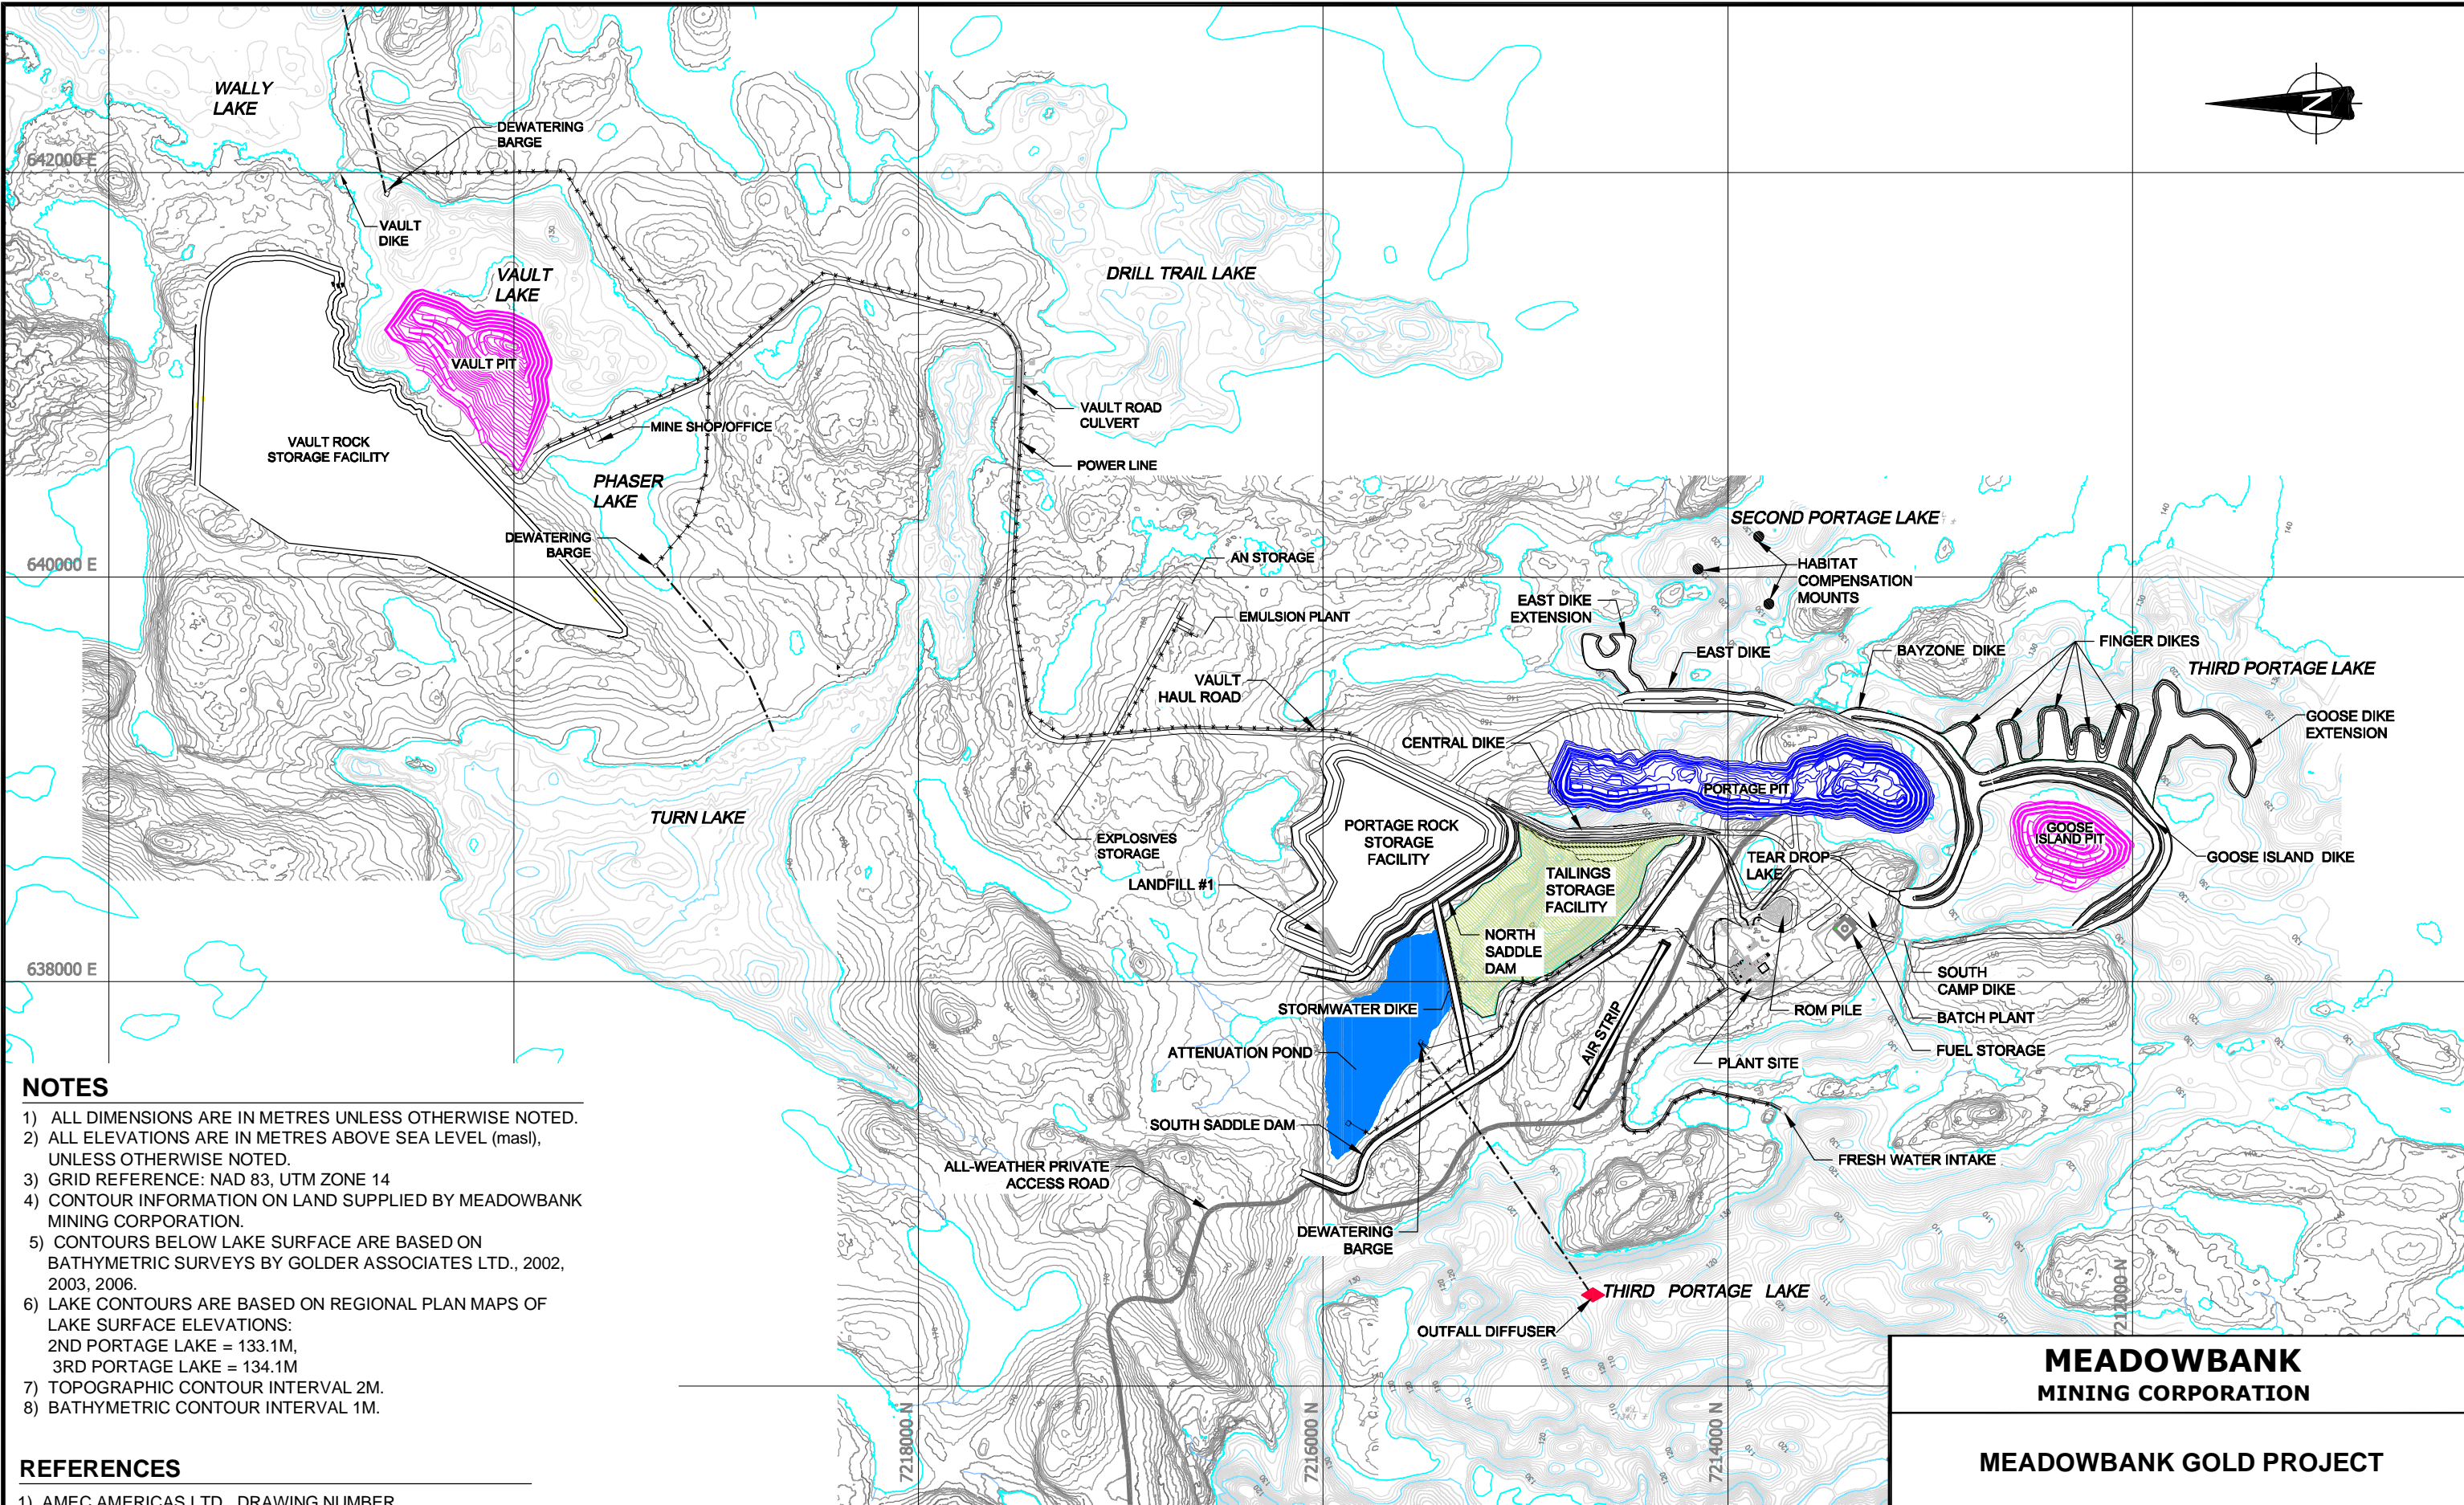 WALLY
LAKE
DEWATERING
BARGE
642000 E
VAULT
DIKE
VAULT
LAKE
DRILL TRAIL LAKE
VAULT PIT
VAULT ROAD
CULVERT
MINE SHOP/OFFICE
VAULT ROCK
STORAGE FACILITY
POWER LINE
PHASER
LAKE
SECOND PORTAGE LAKE
DEWATERING
BARGE
AN STORAGE
640000 E
HABITAT
COMPENSATION
MOUNTS
EAST DIKE
EXTENSION
EMULSION PLANT
EAST DIKE
BAYZONE DIKE
FINGER DIKES
THIRD PORTAGE LAKE
VAULT
HAUL ROAD
GOOSE DIKE
EXTENSION
CENTRAL DIKE
PORTAGE PIT
TURN LAKE
PORTAGE ROCK
STORAGE
FACILITY
GOOSE
ISLAND PIT
EXPLOSIVES
STORAGE
TEAR DROP
LAKE
GOOSE ISLAND DIKE
LANDFILL #1
TAILINGS
STORAGE
FACILITY
NORTH
SADDLE
DAM
638000 E
SOUTH
CAMP DIKE
STORMWATER DIKE
ROM PILE
BATCH PLANT
AIR STRIP
ATTENUATION POND
FUEL STORAGE
PLANT SITE
SOUTH SADDLE DAM
ALL-WEATHER PRIVATE
ACCESS ROAD
FRESH WATER INTAKE
DEWATERING
BARGE
THIRD PORTAGE LAKE
OUTFALL DIFFUSER
7218000 N
7216000 N
7214000 N
7212000 N
N
NOTES
1) ALL DIMENSIONS ARE IN METRES UNLESS OTHERWISE NOTED.
2) ALL ELEVATIONS ARE IN METRES ABOVE SEA LEVEL (masl),
UNLESS OTHERWISE NOTED.
3) GRID REFERENCE: NAD 83, UTM ZONE 14
4) CONTOUR INFORMATION ON LAND SUPPLIED BY MEADOWBANK
MINING CORPORATION.
5) CONTOURS BELOW LAKE SURFACE ARE BASED ON
BATHYMETRIC SURVEYS BY GOLDER ASSOCIATES LTD., 2002,
2003, 2006.
6) LAKE CONTOURS ARE BASED ON REGIONAL PLAN MAPS OF
LAKE SURFACE ELEVATIONS:
2ND PORTAGE LAKE = 133.1M,
3RD PORTAGE LAKE = 134.1M
7) TOPOGRAPHIC CONTOUR INTERVAL 2M.
8) BATHYMETRIC CONTOUR INTERVAL 1M.
REFERENCES
1) AMEC AMERICAS LTD., DRAWING NUMBER
MEADOWBANK
MINING CORPORATION
MEADOWBANK GOLD PROJECT